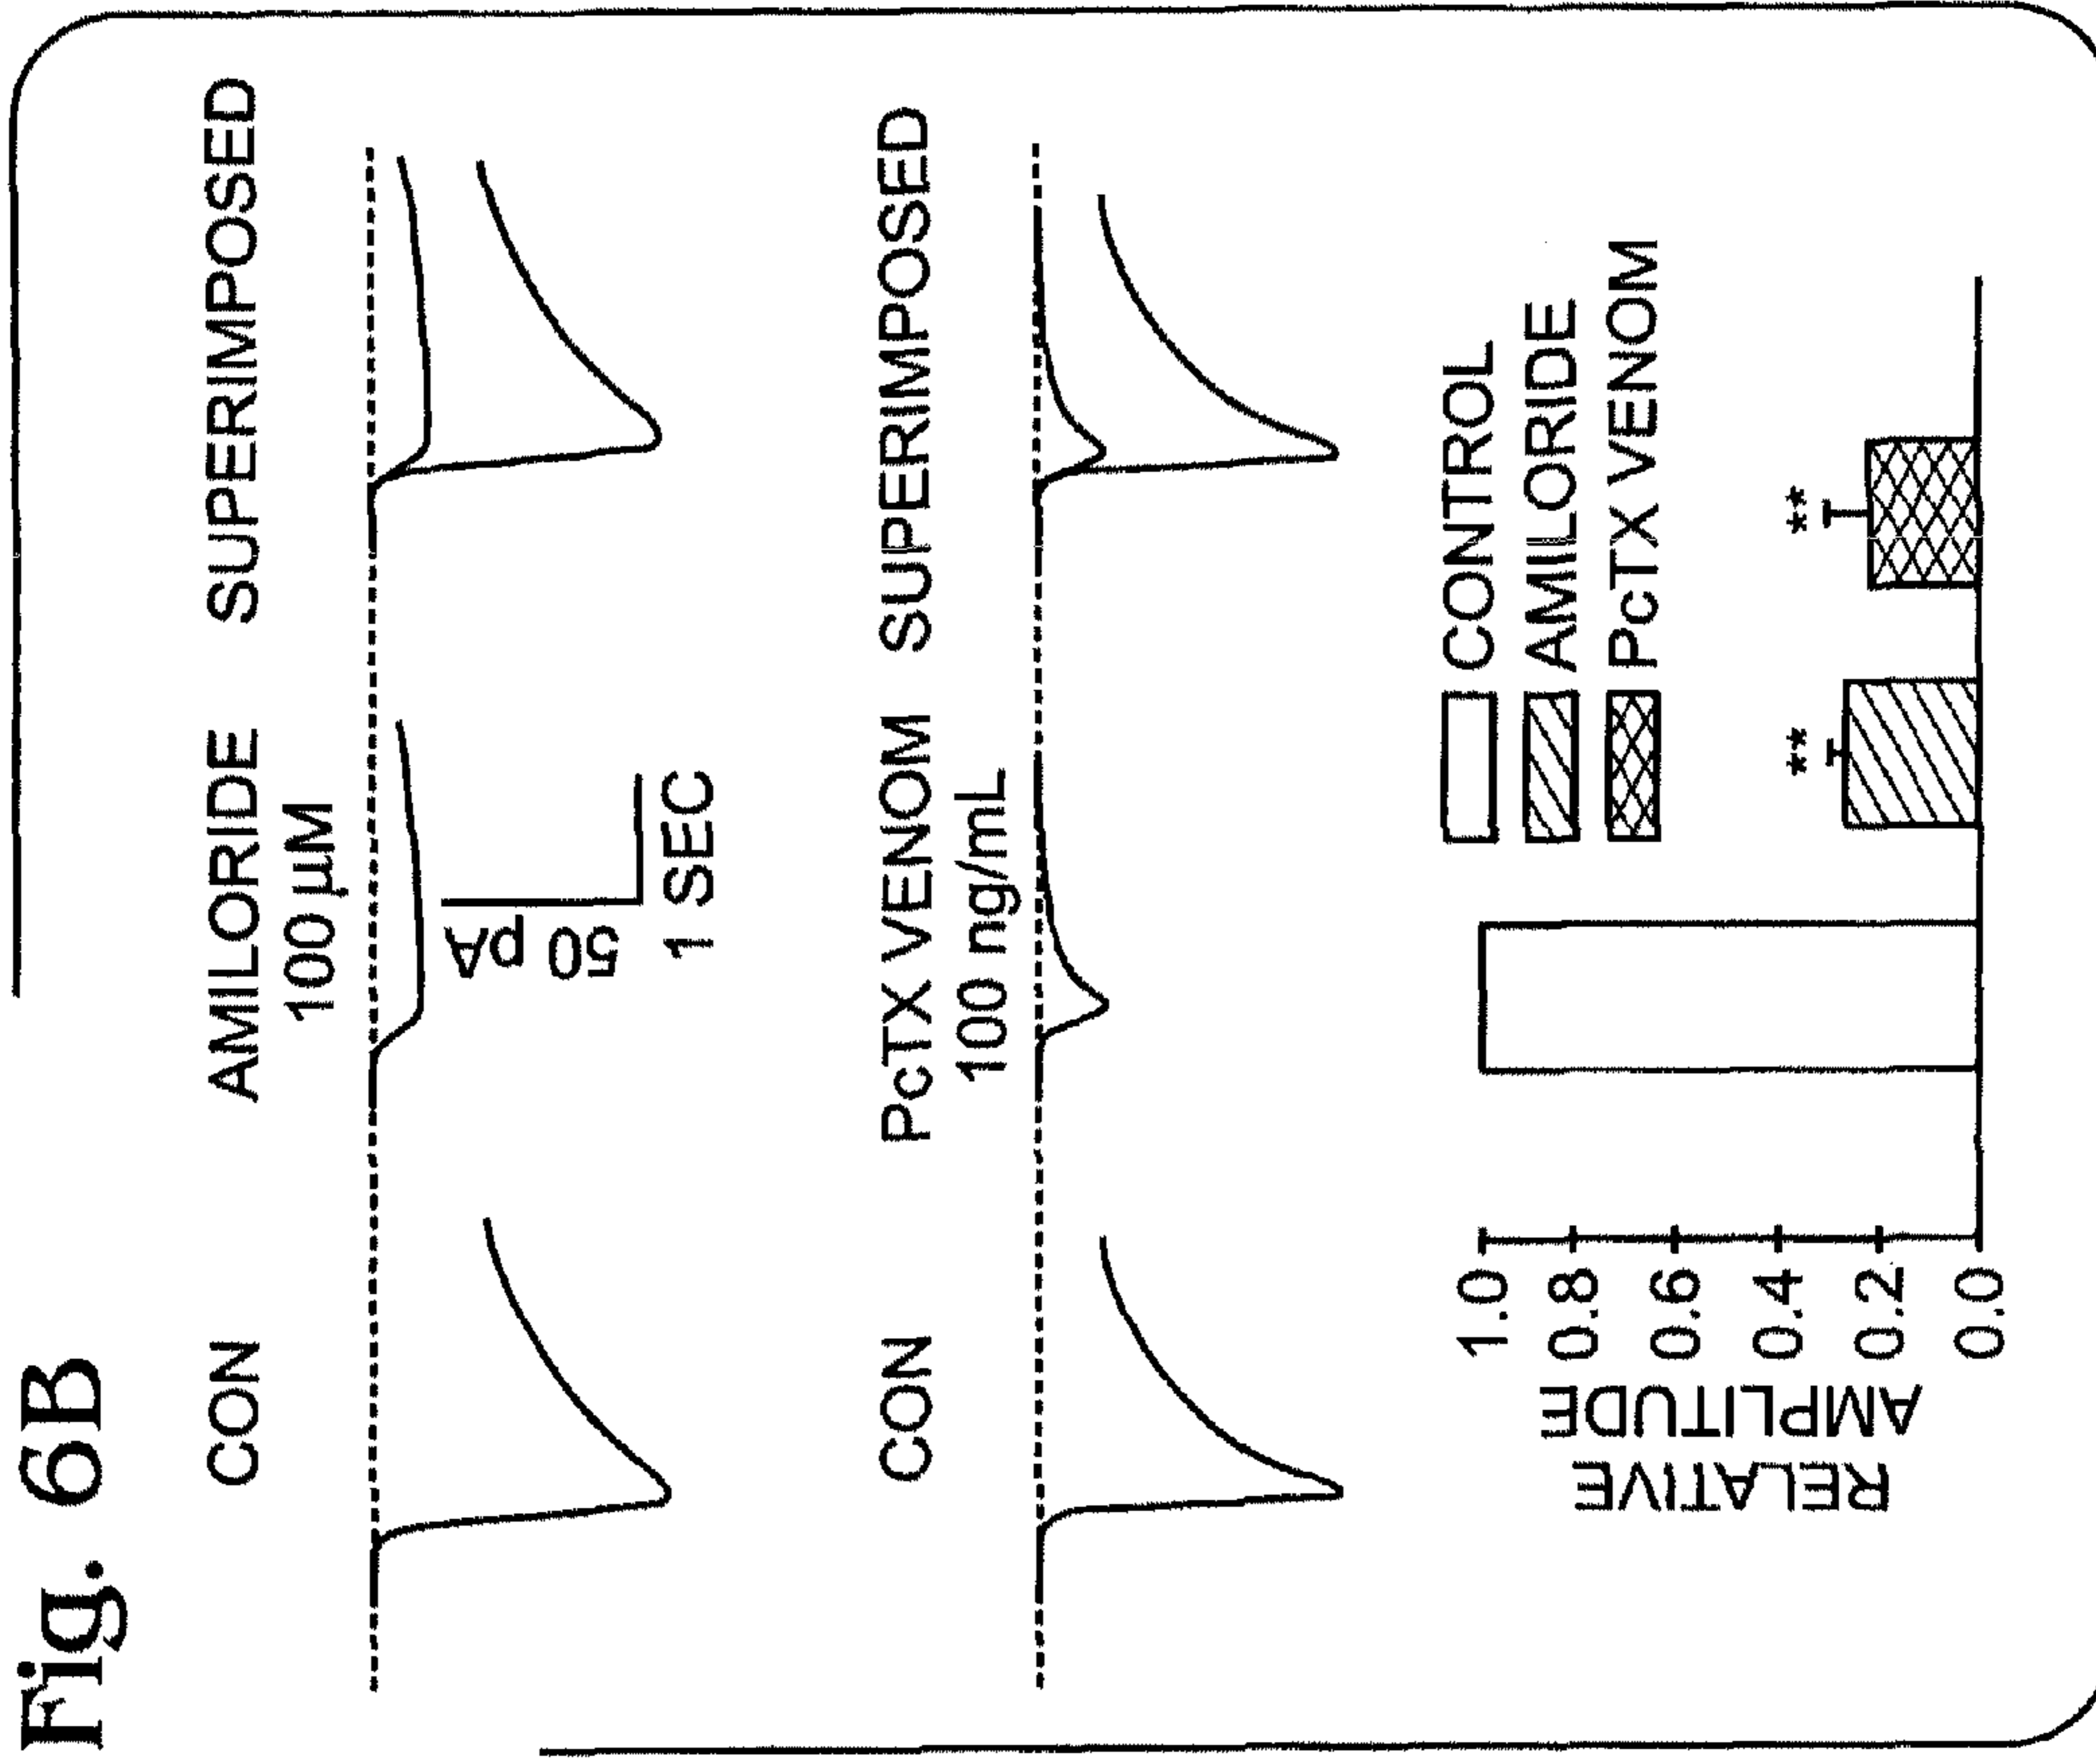 Fig. 6B
CON AMILORIDE SUPERIMPOSED
100 µM
50 pA
1 SEC
CON PcTX VENOM SUPERIMPOSED
100 ng/mL
CONTROL
AMILORIDE
PcTX VENOM
RELATIVE
AMPLITUDE
1.0
0.8
0.6
0.4
0.2
0.0
** **